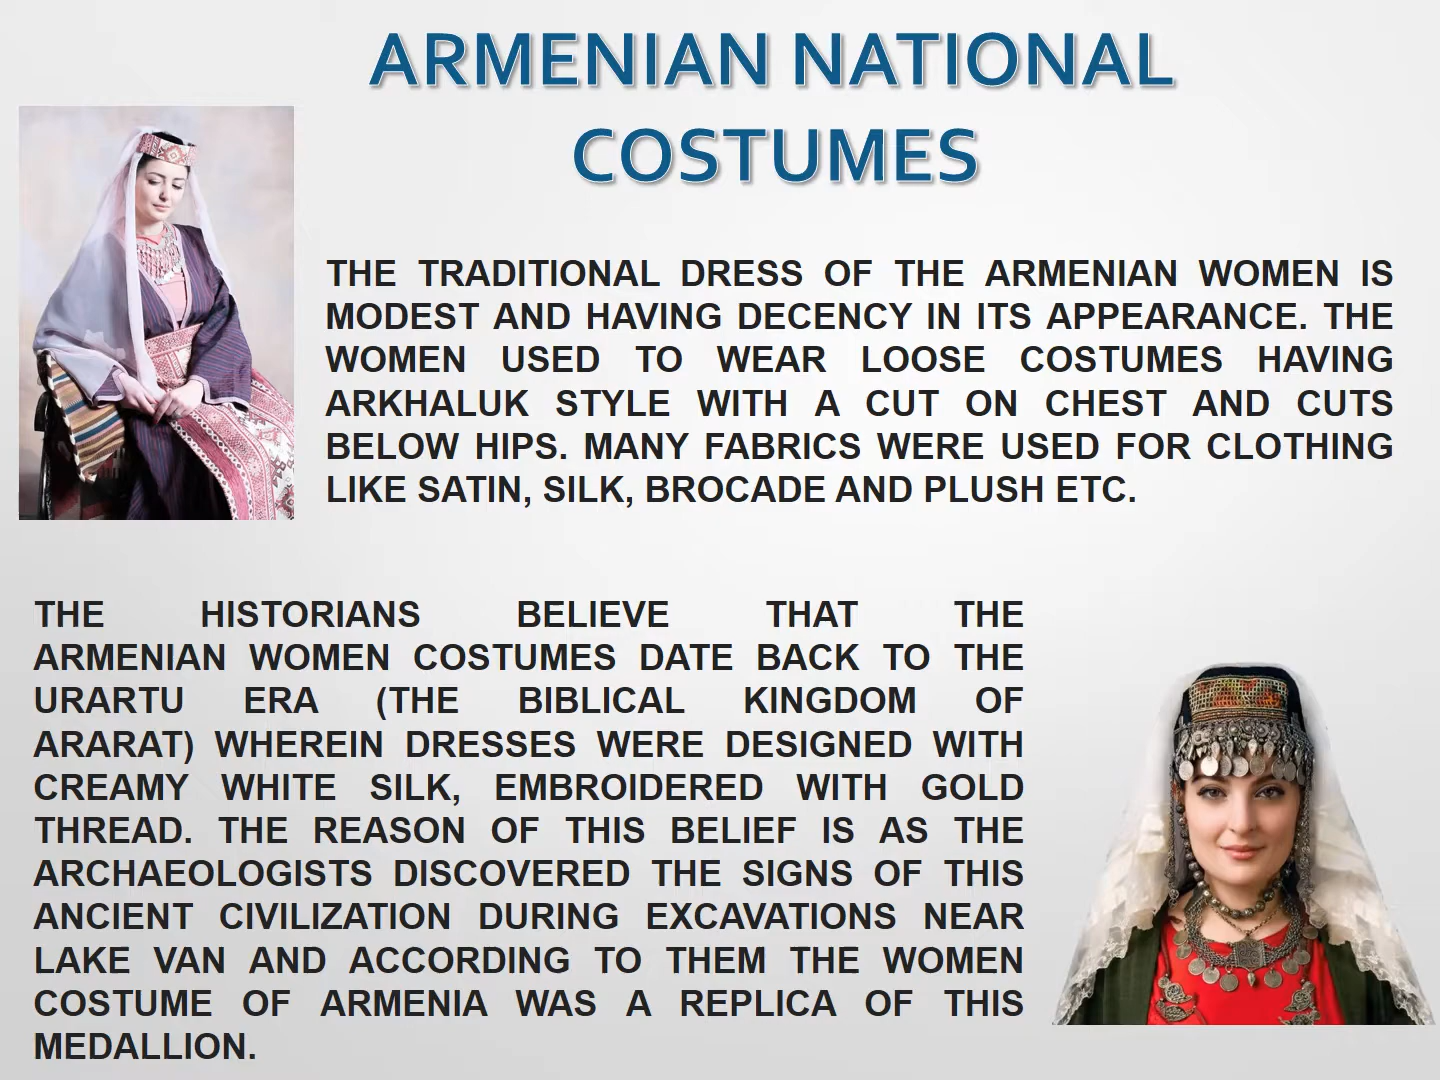 ARMENIAN NATIONAL
COSTUMES
THE TRADITIONAL DRESS OF THE ARMENIAN WOMEN IS
MODEST AND HAVING DECENCY IN ITS APPEARANCE. THE
WOMEN USED TO WEAR LOOSE COSTUMES HAVING
ARKHALUK STYLE WITH A CUT ON CHEST AND CUTS
BELOW HIPS. MANY FABRICS WERE USED FOR CLOTHING
LIKE SATIN, SILK, BROCADE AND PLUSH ETC.
THE HISTORIANS BELIEVE THAT THE
ARMENIAN WOMEN COSTUMES DATE BACK TO THE
URARTU ERA (THE BIBLICAL KINGDOM OF
ARARAT) WHEREIN DRESSES WERE DESIGNED WITH
CREAMY WHITE SILK, EMBROIDERED WITH GOLD
THREAD. THE REASON OF THIS BELIEF IS AS THE
ARCHAEOLOGISTS DISCOVERED THE SIGNS OF THIS
ANCIENT CIVILIZATION DURING EXCAVATIONS NEAR
LAKE VAN AND ACCORDING TO THEM THE WOMEN
COSTUME OF ARMENIA WAS A REPLICA OF THIS
MEDALLION.